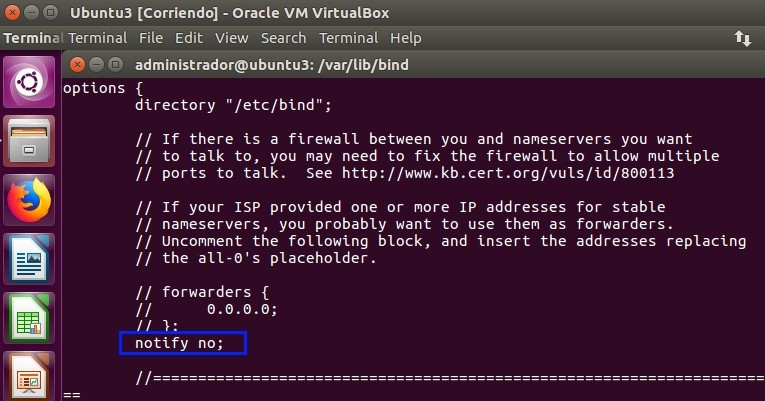 Ubuntu3 [Corriendo] - Oracle VM VirtualBox
Terminal Terminal File Edit View Search Terminal Help
administrador@ubuntu3: /var/lib/bind
options {
directory "/etc/bind";
// If there is a firewall between you and nameservers you want
// to talk to, you may need to fix the firewall to allow multiple
// ports to talk.  See http://www.kb.cert.org/vuls/id/800113
// If your ISP provided one or more IP addresses for stable
// nameservers, you probably want to use them as forwarders.
// Uncomment the following block, and insert the addresses replacing
// the all-0's placeholder.
// forwarders {
//      0.0.0.0;
// };
notify no;
//====================================================================
==